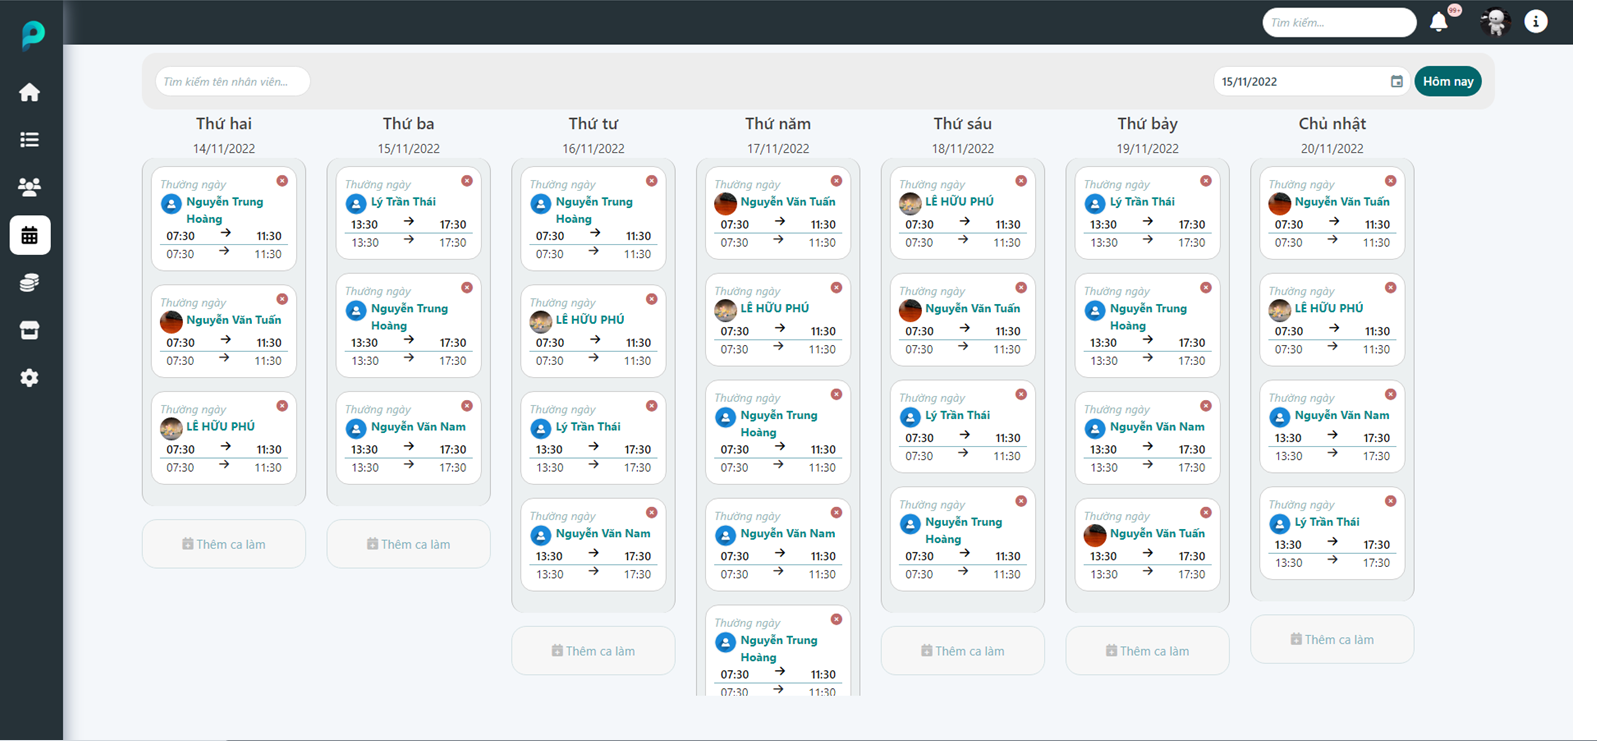 Tìm kiếm...
99+
Tìm kiếm tên nhân viên...
15/11/2022
Hôm nay
Thứ hai
14/11/2022
Thường ngày
Nguyễn Trung
Hoàng
07:30 → 11:30
07:30 → 11:30
Thường ngày
Nguyễn Văn Tuấn
07:30 → 11:30
07:30 → 11:30
Thường ngày
LÊ HỮU PHÚ
07:30 → 11:30
07:30 → 11:30
Thêm ca làm
Thứ ba
15/11/2022
Thường ngày
Lý Trần Thái
13:30 → 17:30
13:30 → 17:30
Thường ngày
Nguyễn Trung
Hoàng
13:30 → 17:30
13:30 → 17:30
Thường ngày
Nguyễn Văn Nam
13:30 → 17:30
13:30 → 17:30
Thêm ca làm
Thứ tư
16/11/2022
Thường ngày
Nguyễn Trung
Hoàng
07:30 → 11:30
07:30 → 11:30
Thường ngày
LÊ HỮU PHÚ
07:30 → 11:30
07:30 → 11:30
Thường ngày
Lý Trần Thái
13:30 → 17:30
13:30 → 17:30
Thường ngày
Nguyễn Văn Nam
13:30 → 17:30
13:30 → 17:30
Thêm ca làm
Thứ năm
17/11/2022
Thường ngày
Nguyễn Văn Tuấn
07:30 → 11:30
07:30 → 11:30
Thường ngày
LÊ HỮU PHÚ
07:30 → 11:30
07:30 → 11:30
Thường ngày
Nguyễn Trung
Hoàng
07:30 → 11:30
07:30 → 11:30
Thường ngày
Nguyễn Văn Nam
07:30 → 11:30
07:30 → 11:30
Thường ngày
Nguyễn Trung
Hoàng
07:30 → 11:30
07:30 → 11:30
Thứ sáu
18/11/2022
Thường ngày
LÊ HỮU PHÚ
07:30 → 11:30
07:30 → 11:30
Thường ngày
Nguyễn Văn Tuấn
07:30 → 11:30
07:30 → 11:30
Thường ngày
Lý Trần Thái
07:30 → 11:30
07:30 → 11:30
Thường ngày
Nguyễn Trung
Hoàng
07:30 → 11:30
07:30 → 11:30
Thêm ca làm
Thứ bảy
19/11/2022
Thường ngày
Lý Trần Thái
13:30 → 17:30
13:30 → 17:30
Thường ngày
Nguyễn Trung
Hoàng
13:30 → 17:30
13:30 → 17:30
Thường ngày
Nguyễn Văn Nam
13:30 → 17:30
13:30 → 17:30
Thường ngày
Nguyễn Văn Tuấn
13:30 → 17:30
13:30 → 17:30
Thêm ca làm
Chủ nhật
20/11/2022
Thường ngày
Nguyễn Văn Tuấn
07:30 → 11:30
07:30 → 11:30
Thường ngày
LÊ HỮU PHÚ
07:30 → 11:30
07:30 → 11:30
Thường ngày
Nguyễn Văn Nam
13:30 → 17:30
13:30 → 17:30
Thường ngày
Lý Trần Thái
13:30 → 17:30
13:30 → 17:30
Thêm ca làm